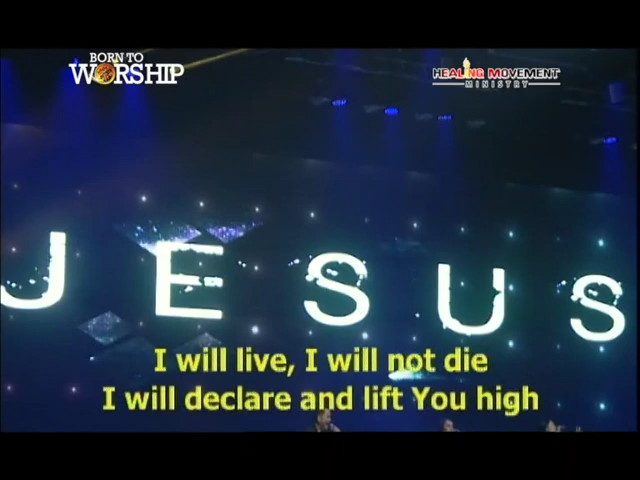 BORN TO
WORSHIP
HEALING MOVEMENT
MINISTRY
JESUS
I will live, I will not die
I will declare and lift You high